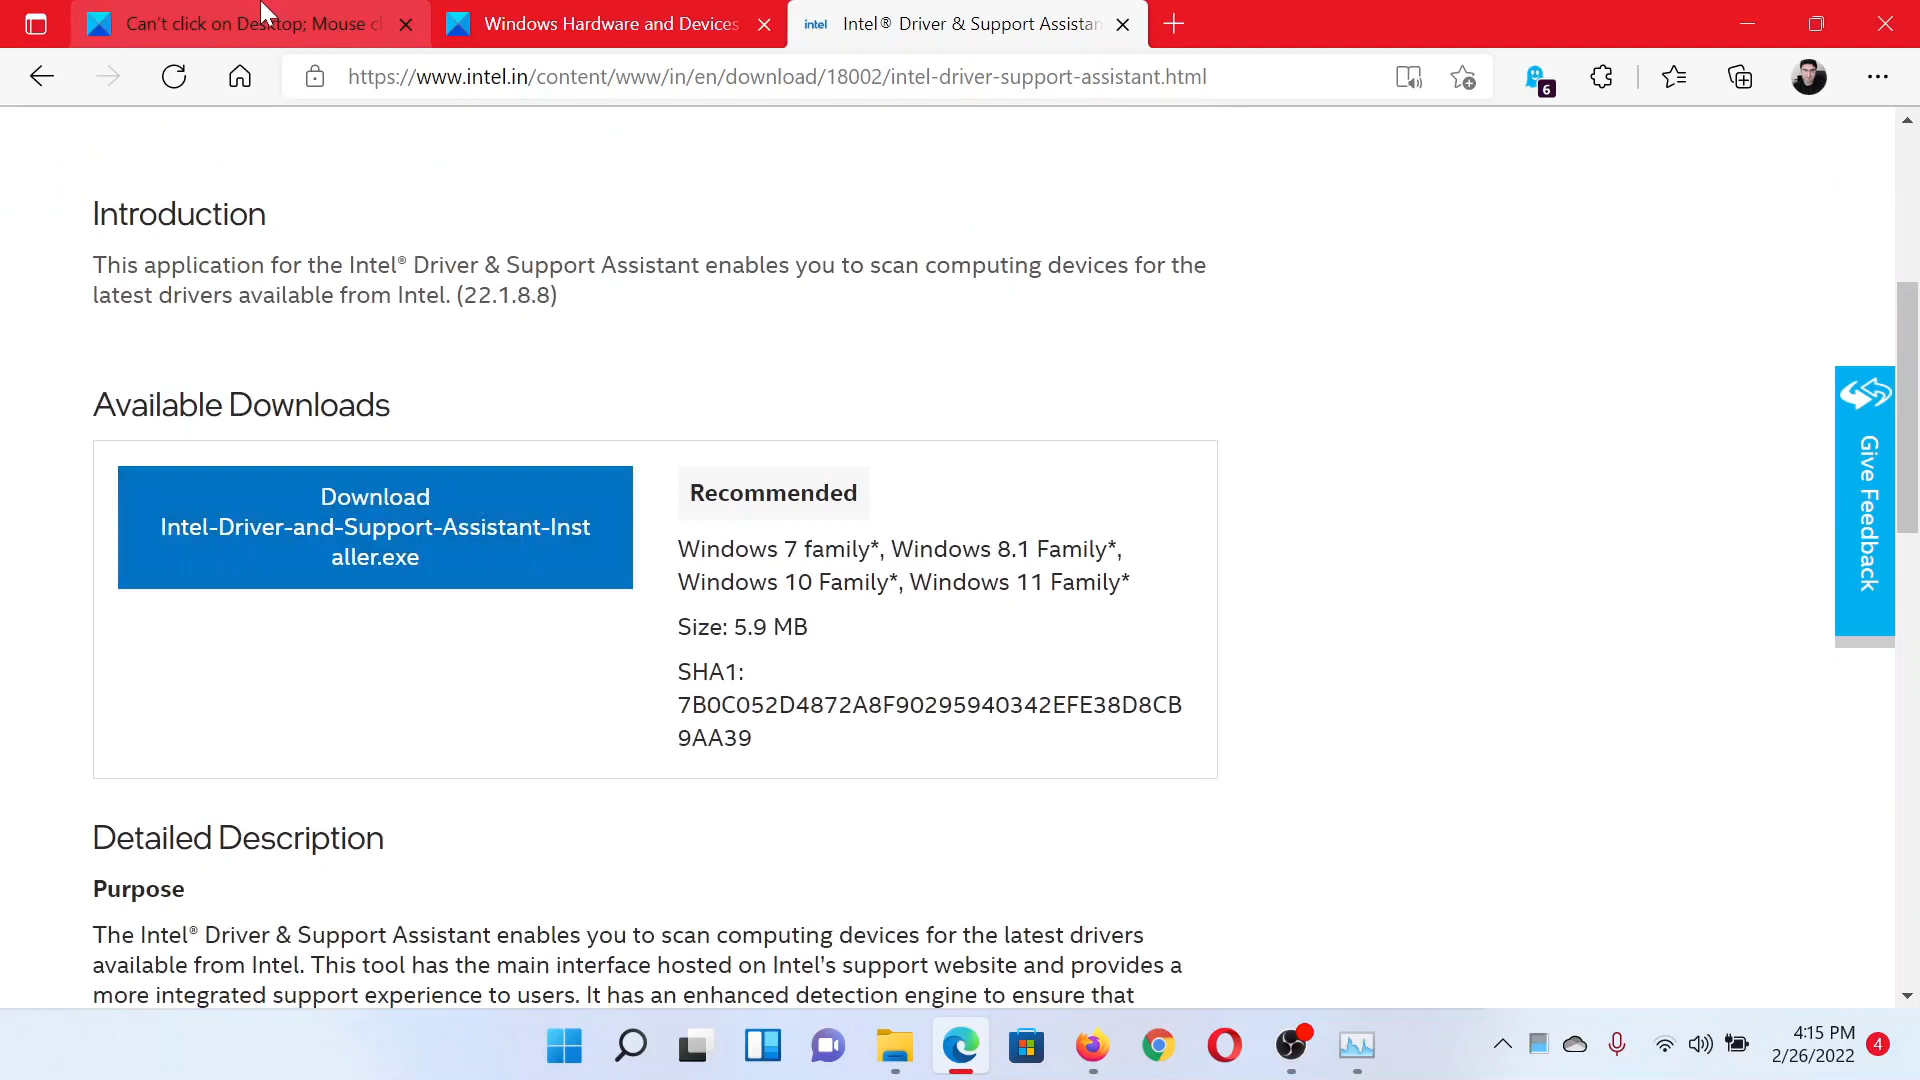 Can't click on Desktop; Mouse cl
Windows Hardware and Devices
intel Intel® Driver & Support Assistan
https://www.intel.in/content/www/in/en/download/18002/intel-driver-support-assistant.html
6
Introduction
This application for the Intel® Driver & Support Assistant enables you to scan computing devices for the
latest drivers available from Intel. (22.1.8.8)
Available Downloads
Download
Intel-Driver-and-Support-Assistant-Inst
aller.exe
Recommended
Windows 7 family*, Windows 8.1 Family*,
Windows 10 Family*, Windows 11 Family*
Size: 5.9 MB
SHA1:
7B0C052D4872A8F90295940342EFE38D8CB
9AA39
Give Feedback
Detailed Description
Purpose
The Intel® Driver & Support Assistant enables you to scan computing devices for the latest drivers
available from Intel. This tool has the main interface hosted on Intel's support website and provides a
more integrated support experience to users. It has an enhanced detection engine to ensure that
4:15 PM
2/26/2022
4